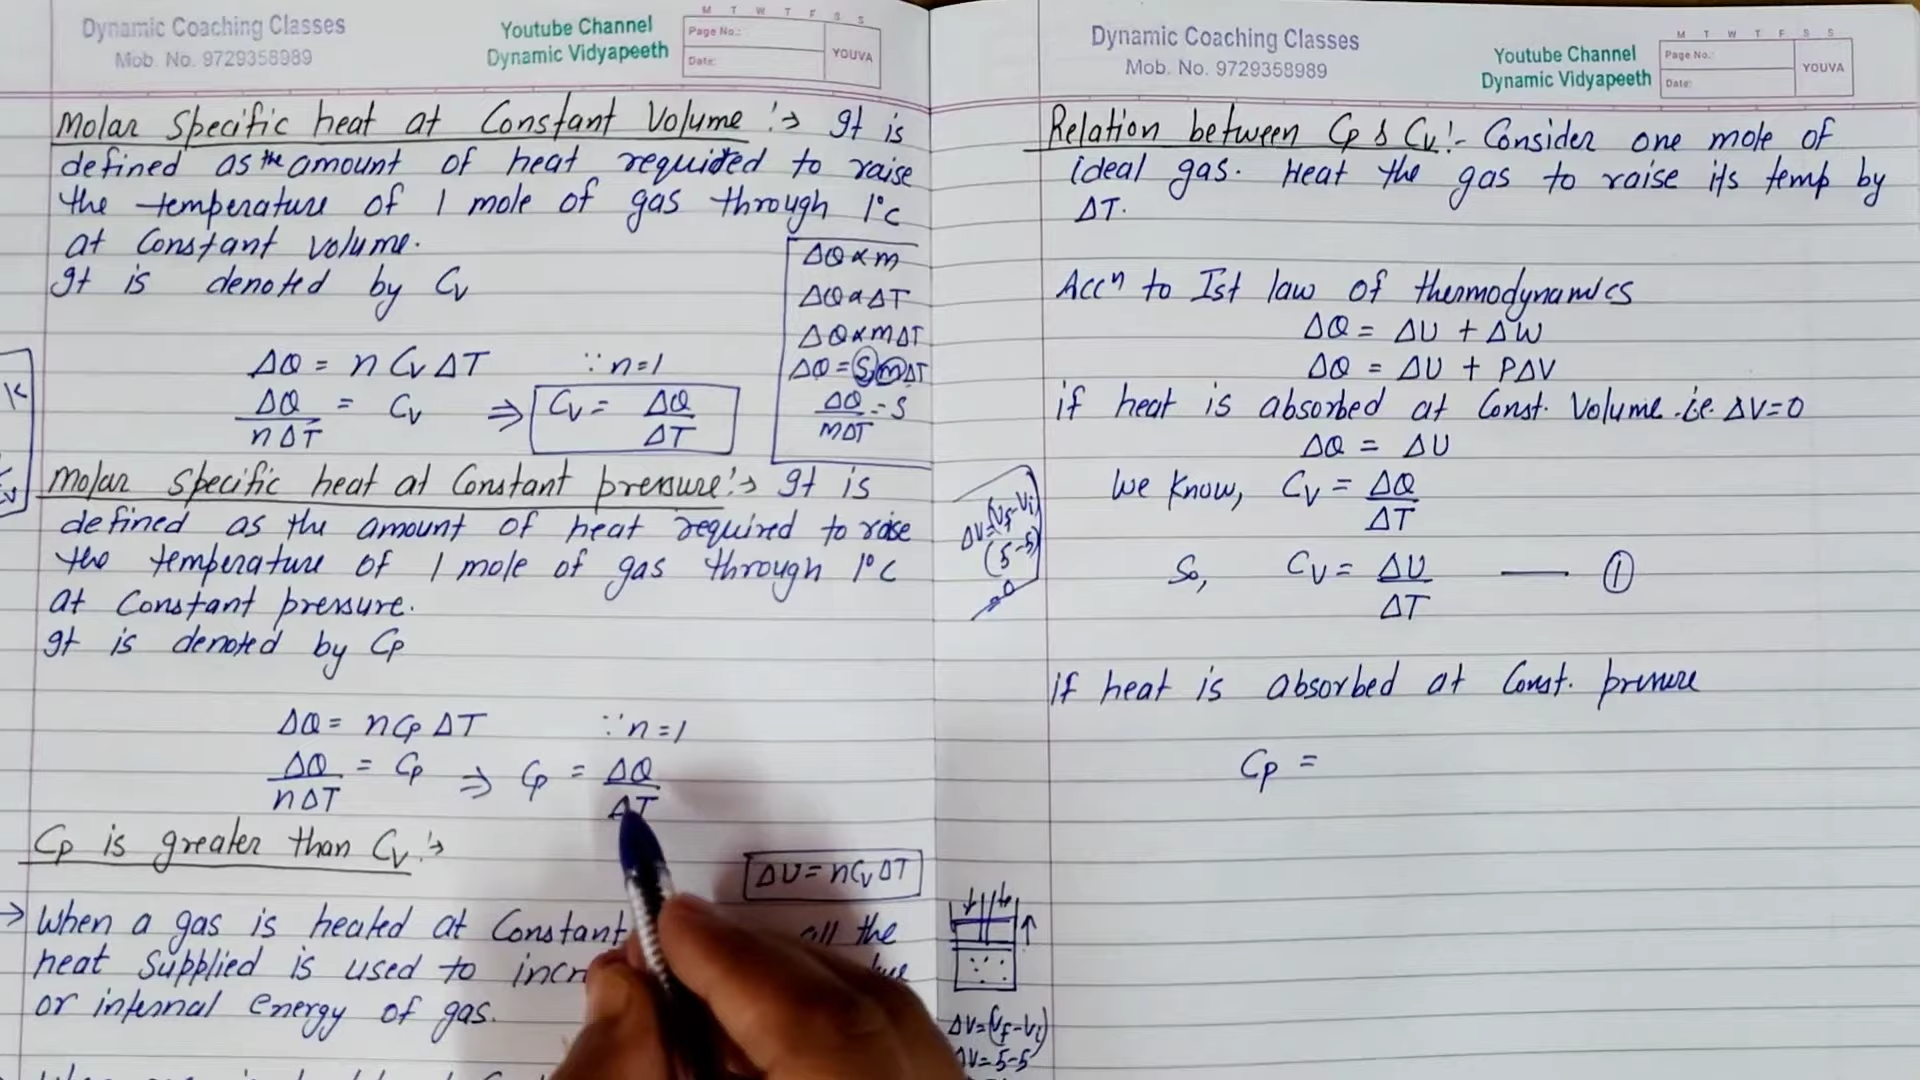 Dynamic Coaching Classes
Mob. No. 9729358989
Youtube Channel
Dynamic Vidyapeeth
M T W T F S S
Page No.:
Date:
YOUVA
Molar Specific heat at Constant Volume :→ It is
defined as the amount of heat required to raise
the temperature of 1 mole of gas through 1°C
at Constant volume.
It is denoted by Cv
ΔQ ∝ m
ΔQ ∝ ΔT
ΔQ ∝ mΔT
ΔQ = S m ΔT
ΔQ/mΔT = S
ΔQ = n Cv ΔT ∵ n=1
ΔQ/nΔT = Cv ⇒ Cv = ΔQ/ΔT
Molar Specific heat at Constant pressure :→ It is
defined as the amount of heat required to raise
the temperature of 1 mole of gas through 1°C
at Constant pressure.
It is denoted by Cp
ΔQ = n Cp ΔT ∵ n=1
ΔQ/nΔT = Cp ⇒ Cp = ΔQ/ΔT
Cp is greater than Cv :→
ΔU = nCvΔT
→ When a gas is heated at Constant all the
heat Supplied is used to
or internal energy of gas.
ΔV=(Vf-Vi)
(5-5)
→0
ΔV=(Vf-Vi)
ΔV=5-5
Dynamic Coaching Classes
Mob. No. 9729358989
Youtube Channel
Dynamic Vidyapeeth
M T W T F S S
Page No.:
Date:
YOUVA
Relation between Cp & Cv :- Consider one mole of
ideal gas. Heat the gas to raise its temp by
ΔT.
Accn to Ist law of thermodynamics
ΔQ = ΔU + ΔW
ΔQ = ΔU + PΔV
if heat is absorbed at Const. Volume .i.e. ΔV=0
ΔQ = ΔU
We know, Cv = ΔQ/ΔT
So, Cv = ΔU/ΔT —— ①
if heat is absorbed at Const. pressure
Cp =